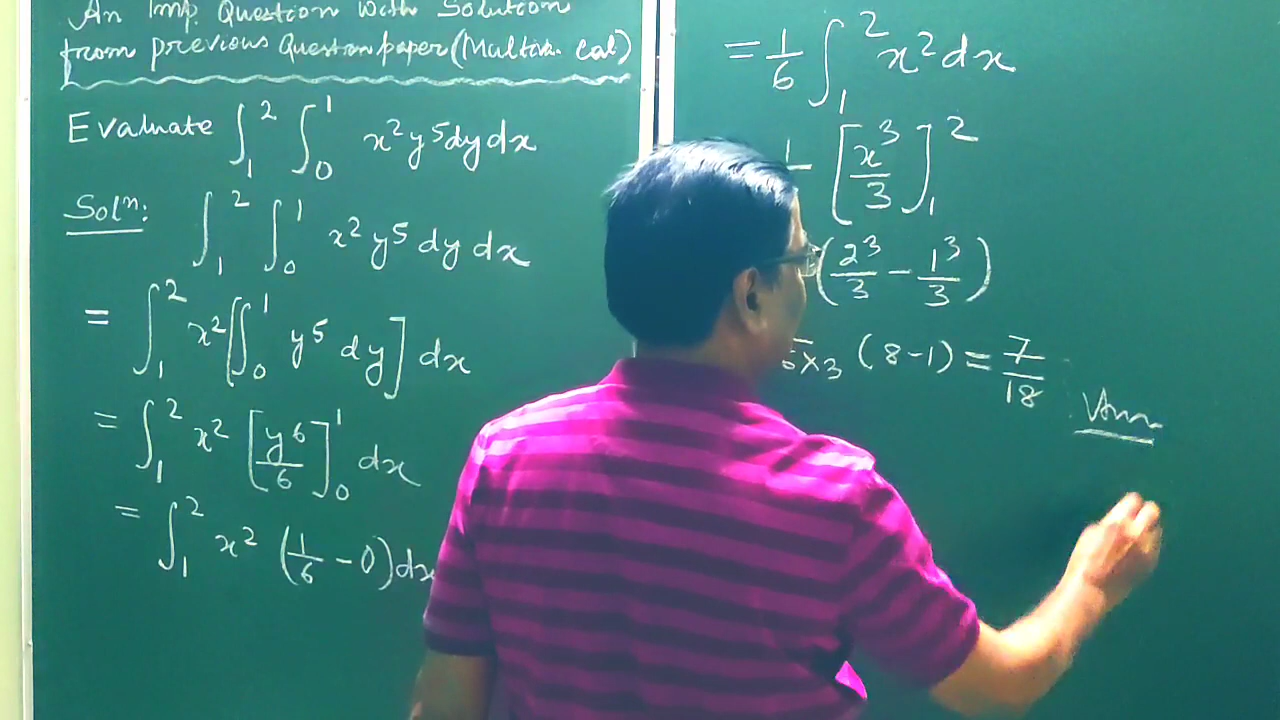 An Imp. Question with Solution
from previous Question paper (Multiv. cal)
Evaluate ∫₁² ∫₀¹ x²y⁵dydx
Solⁿ: ∫₁² ∫₀¹ x²y⁵ dy dx
= ∫₁² x² [∫₀¹ y⁵ dy] dx
= ∫₁² x² [y⁶/6]₀¹ dx
= ∫₁² x² (1/6 - 0) dx
= 1/6 ∫₁² x² dx
[x³/3]₁²
(2³/3 - 1³/3)
×3 (8-1) = 7/18 Ans